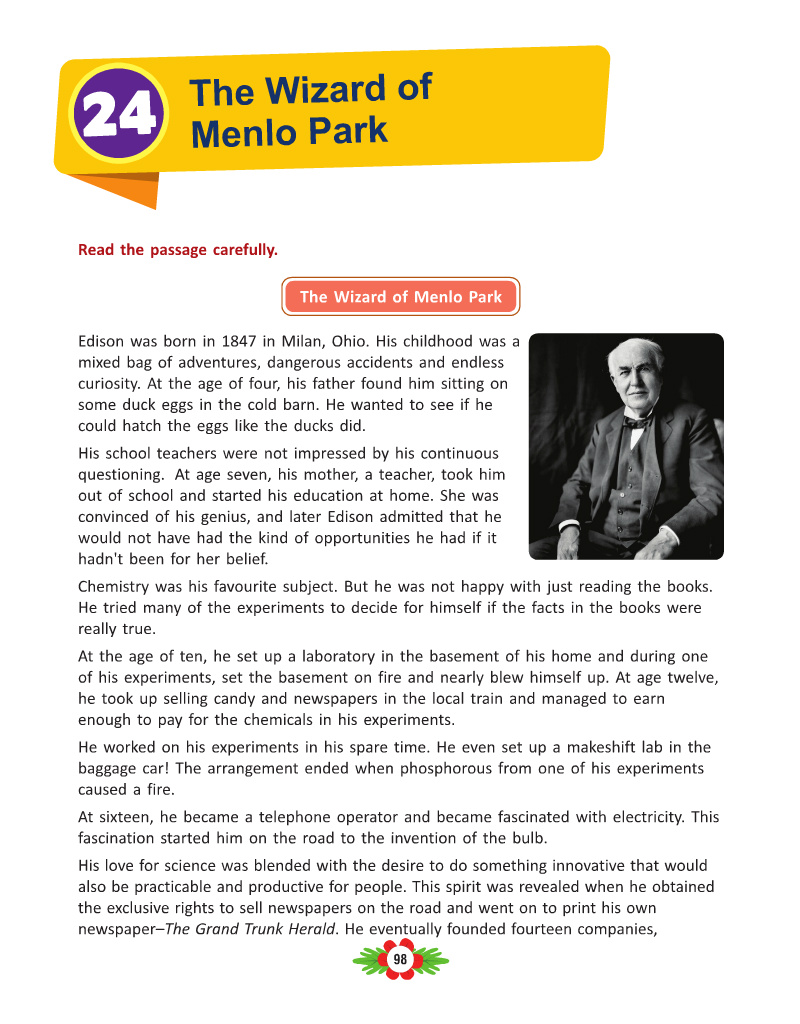 24
The Wizard of
Menlo Park
Read the passage carefully.
The Wizard of Menlo Park
Edison was born in 1847 in Milan, Ohio. His childhood was a
mixed bag of adventures, dangerous accidents and endless
curiosity. At the age of four, his father found him sitting on
some duck eggs in the cold barn. He wanted to see if he
could hatch the eggs like the ducks did.
His school teachers were not impressed by his continuous
questioning. At age seven, his mother, a teacher, took him
out of school and started his education at home. She was
convinced of his genius, and later Edison admitted that he
would not have had the kind of opportunities he had if it
hadn't been for her belief.
Chemistry was his favourite subject. But he was not happy with just reading the books.
He tried many of the experiments to decide for himself if the facts in the books were
really true.
At the age of ten, he set up a laboratory in the basement of his home and during one
of his experiments, set the basement on fire and nearly blew himself up. At age twelve,
he took up selling candy and newspapers in the local train and managed to earn
enough to pay for the chemicals in his experiments.
He worked on his experiments in his spare time. He even set up a makeshift lab in the
baggage car! The arrangement ended when phosphorous from one of his experiments
caused a fire.
At sixteen, he became a telephone operator and became fascinated with electricity. This
fascination started him on the road to the invention of the bulb.
His love for science was blended with the desire to do something innovative that would
also be practicable and productive for people. This spirit was revealed when he obtained
the exclusive rights to sell newspapers on the road and went on to print his own
newspaper–The Grand Trunk Herald. He eventually founded fourteen companies,
98